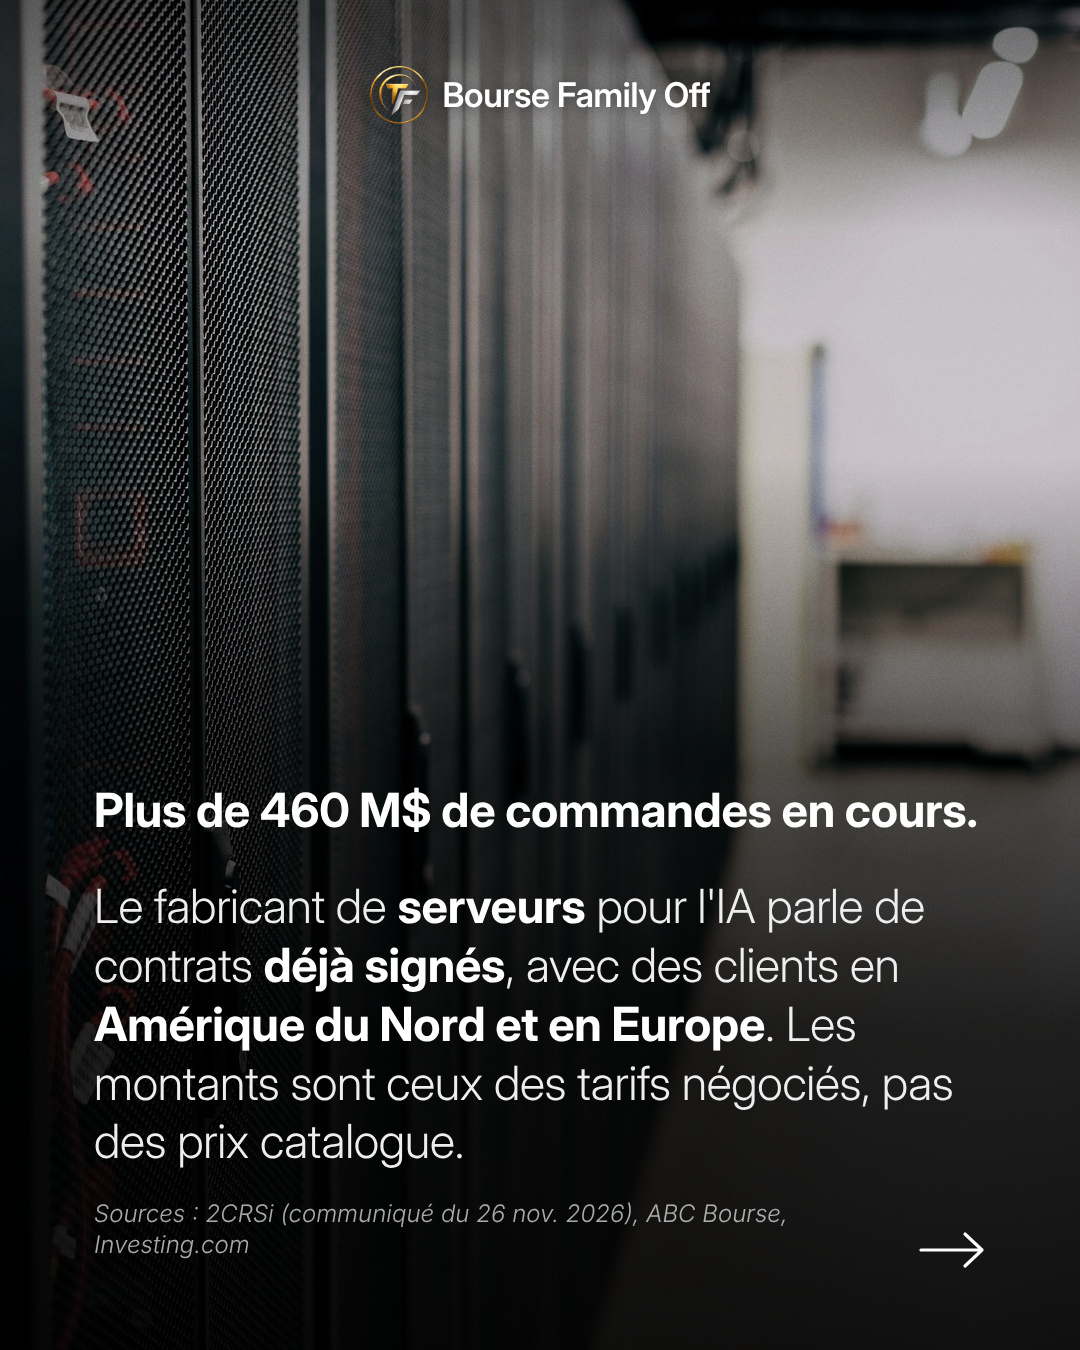 Bourse Family Off
Plus de 460 M$ de commandes en cours.
Le fabricant de serveurs pour l'IA parle de
contrats déjà signés, avec des clients en
Amérique du Nord et en Europe. Les
montants sont ceux des tarifs négociés, pas
des prix catalogue.
Sources : 2CRSi (communiqué du 26 nov. 2026), ABC Bourse,
Investing.com